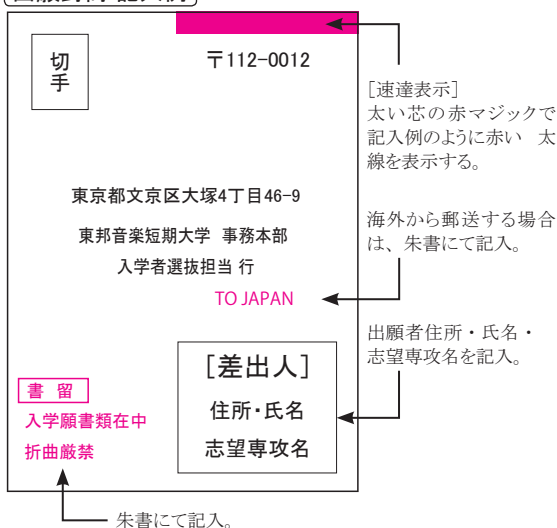 切手
〒112-0012
[速達表示]
太い芯の赤マジックで
記入例のように赤い 太
線を表示する。
東京都文京区大塚4丁目46-9
東邦音楽短期大学 事務本部
入学者選抜担当 行
TO JAPAN
海外から郵送する場合
は、朱書にて記入。
出願者住所・氏名・
志望専攻名を記入。
[差出人]
住所・氏名
志望専攻名
書 留
入学願書類在中
折曲厳禁
朱書にて記入。